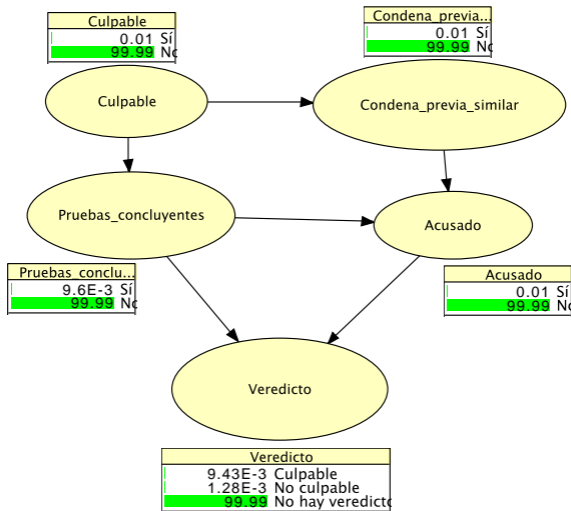 Culpable
0.01 Sí
99.99 No
Condena_previa...
0.01 Sí
99.99 No
Culpable
Condena_previa_similar
Pruebas_concluyentes
Acusado
Pruebas_conclu...
9.6E-3 Sí
99.99 No
Acusado
0.01 Sí
99.99 No
Veredicto
Veredicto
9.43E-3 Culpable
1.28E-3 No culpable
99.99 No hay veredicto